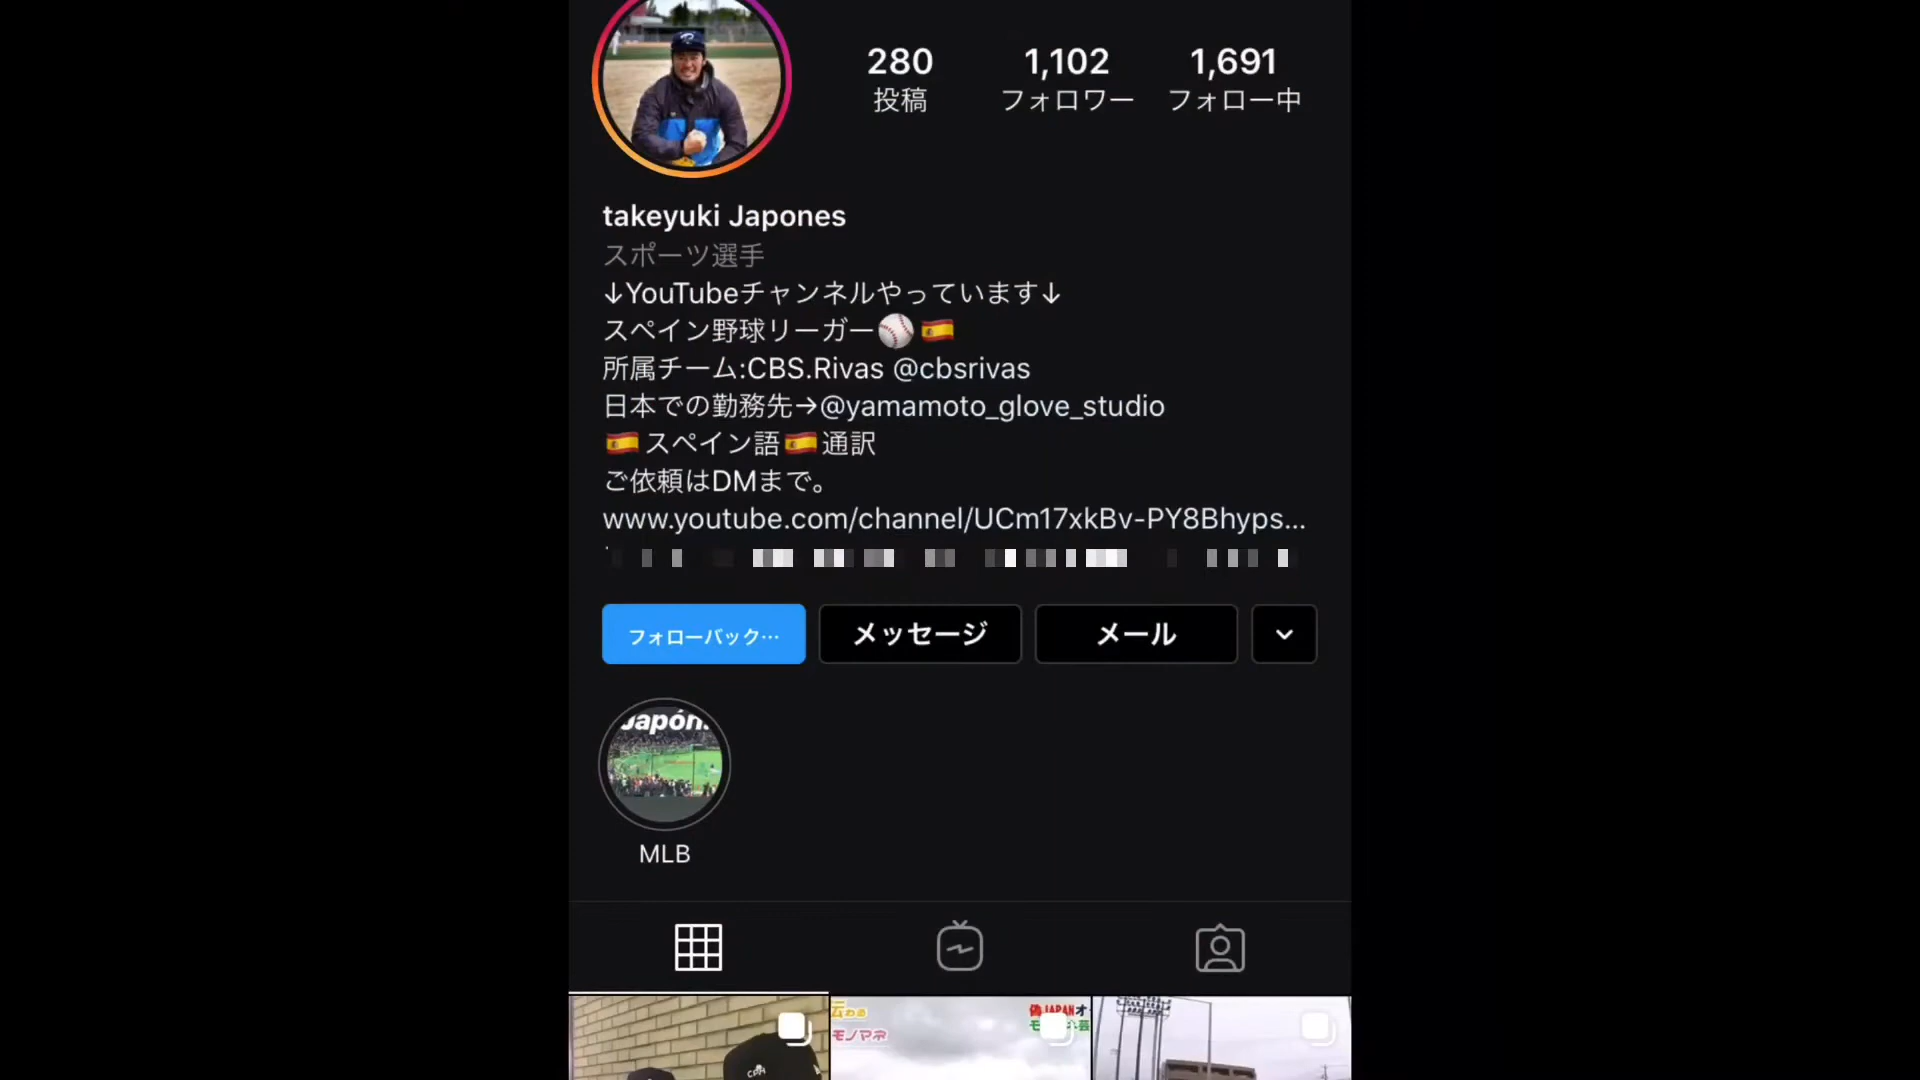 280 1,102 1,691
投稿 フォロワー フォロー中
takeyuki Japones
スポーツ選手
↓YouTubeチャンネルやっています↓
スペイン野球リーガー⚾🇪🇸
所属チーム:CBS.Rivas @cbsrivas
日本での勤務先→@yamamoto_glove_studio
🇪🇸スペイン語🇪🇸通訳
ご依頼はDMまで。
www.youtube.com/channel/UCm17xkBv-PY8Bhyps...
フォローバック… メッセージ メール
Japón.
MLB
モノマネ